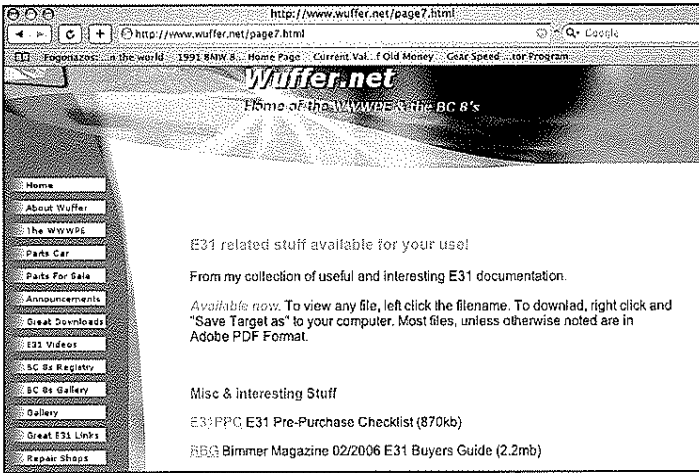 http://www.wuffer.net/page7.html
http://www.wuffer.net/page7.html
Google
Fogonazos: ...n the world 1991 BMW 8... Home Page Current Val...f Old Money Gear Speed ...tor Program
Wuffer.net
Home of the WWWPE & the BC 8's
Home
About Wuffer
The WWWPE
Parts Car
Parts For Sale
Announcements
Great Downloads
E31 Videos
BC 8s Registry
BC 8s Gallery
Gallery
Great E31 Links
Repair Shops
E31 related stuff available for your use!
From my collection of useful and interesting E31 documentation.
Available now. To view any file, left click the filename. To downlad, right click and
"Save Target as" to your computer. Most files, unless otherwise noted are in
Adobe PDF Format.
Misc & Interesting Stuff
E31PPC E31 Pre-Purchase Checklist (870kb)
BBG Bimmer Magazine 02/2006 E31 Buyers Guide (2.2mb)